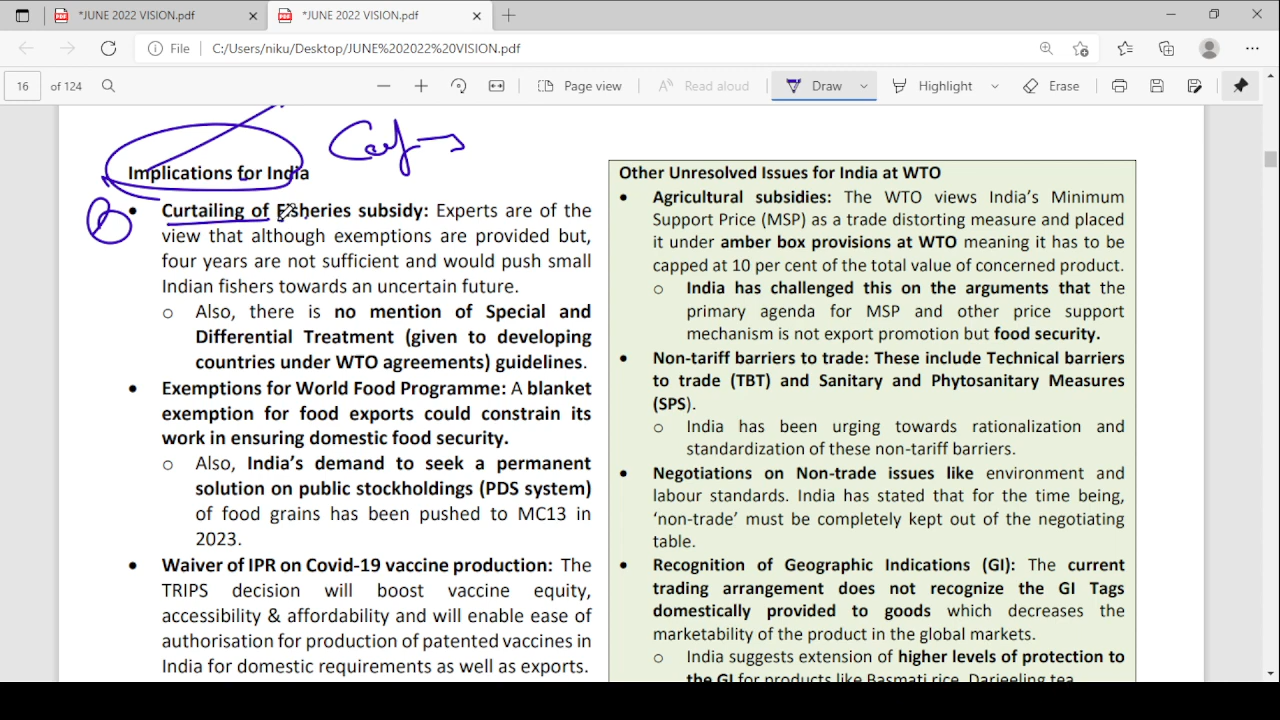 *JUNE 2022 VISION.pdf
*JUNE 2022 VISION.pdf
File C:/Users/niku/Desktop/JUNE%202022%20VISION.pdf
16 of 124 Page view Read aloud Draw Highlight Erase
Implications for India
Curtailing of Fisheries subsidy: Experts are of the
view that although exemptions are provided but,
four years are not sufficient and would push small
Indian fishers towards an uncertain future.
Also, there is no mention of Special and
Differential Treatment (given to developing
countries under WTO agreements) guidelines.
Exemptions for World Food Programme: A blanket
exemption for food exports could constrain its
work in ensuring domestic food security.
Also, India's demand to seek a permanent
solution on public stockholdings (PDS system)
of food grains has been pushed to MC13 in
2023.
Waiver of IPR on Covid-19 vaccine production: The
TRIPS decision will boost vaccine equity,
accessibility & affordability and will enable ease of
authorisation for production of patented vaccines in
India for domestic requirements as well as exports.
Other Unresolved Issues for India at WTO
Agricultural subsidies: The WTO views India's Minimum
Support Price (MSP) as a trade distorting measure and placed
it under amber box provisions at WTO meaning it has to be
capped at 10 per cent of the total value of concerned product.
India has challenged this on the arguments that the
primary agenda for MSP and other price support
mechanism is not export promotion but food security.
Non-tariff barriers to trade: These include Technical barriers
to trade (TBT) and Sanitary and Phytosanitary Measures
(SPS).
India has been urging towards rationalization and
standardization of these non-tariff barriers.
Negotiations on Non-trade issues like environment and
labour standards. India has stated that for the time being,
'non-trade' must be completely kept out of the negotiating
table.
Recognition of Geographic Indications (GI): The current
trading arrangement does not recognize the GI Tags
domestically provided to goods which decreases the
marketability of the product in the global markets.
India suggests extension of higher levels of protection to
the GI for products like Basmati rice, Darjeeling tea